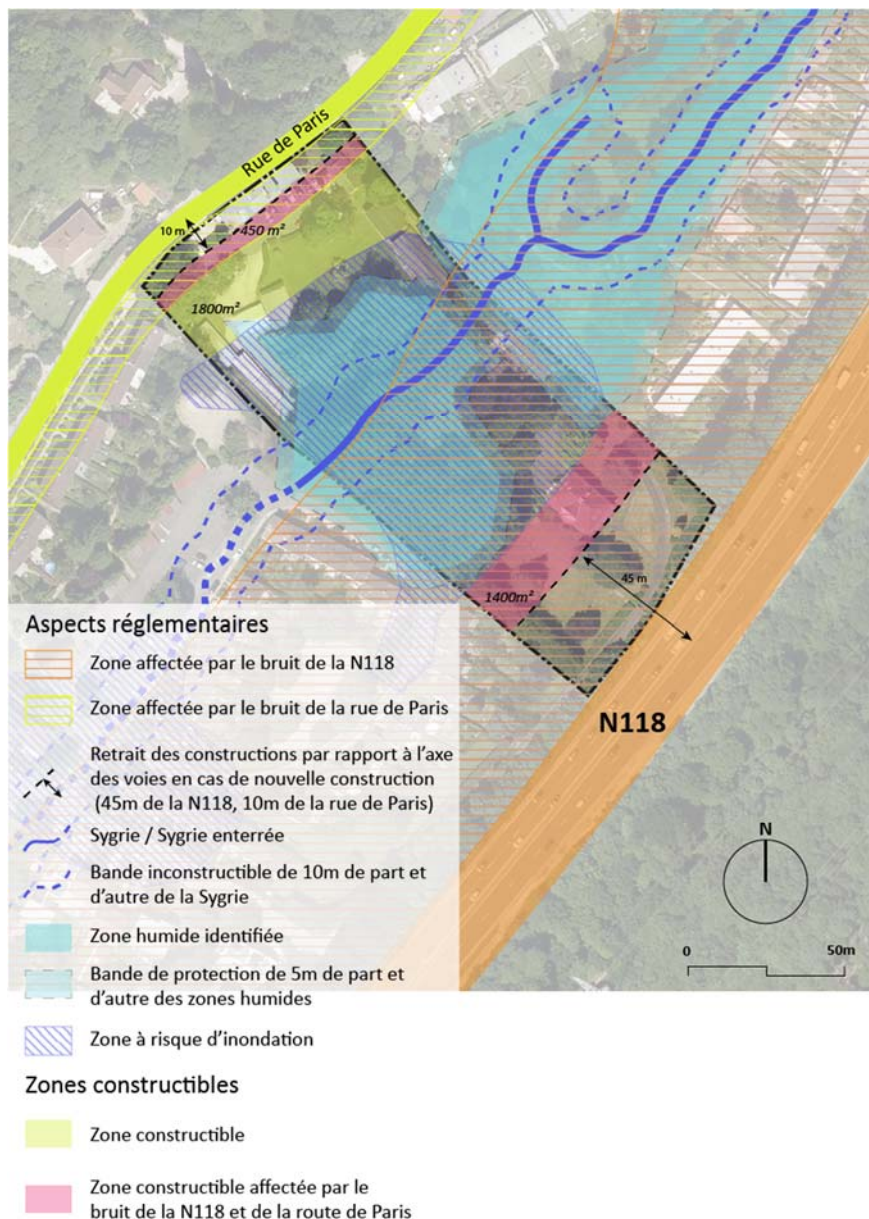 Rue de Paris
10 m
450 m²
1800m²
1400m²
45 m
N118
N
0 50m
Aspects réglementaires
Zone affectée par le bruit de la N118
Zone affectée par le bruit de la rue de Paris
Retrait des constructions par rapport à l'axe
des voies en cas de nouvelle construction
(45m de la N118, 10m de la rue de Paris)
Sygrie / Sygrie enterrée
Bande inconstructible de 10m de part et
d'autre de la Sygrie
Zone humide identifiée
Bande de protection de 5m de part et
d'autre des zones humides
Zone à risque d'inondation
Zones constructibles
Zone constructible
Zone constructible affectée par le
bruit de la N118 et de la route de Paris